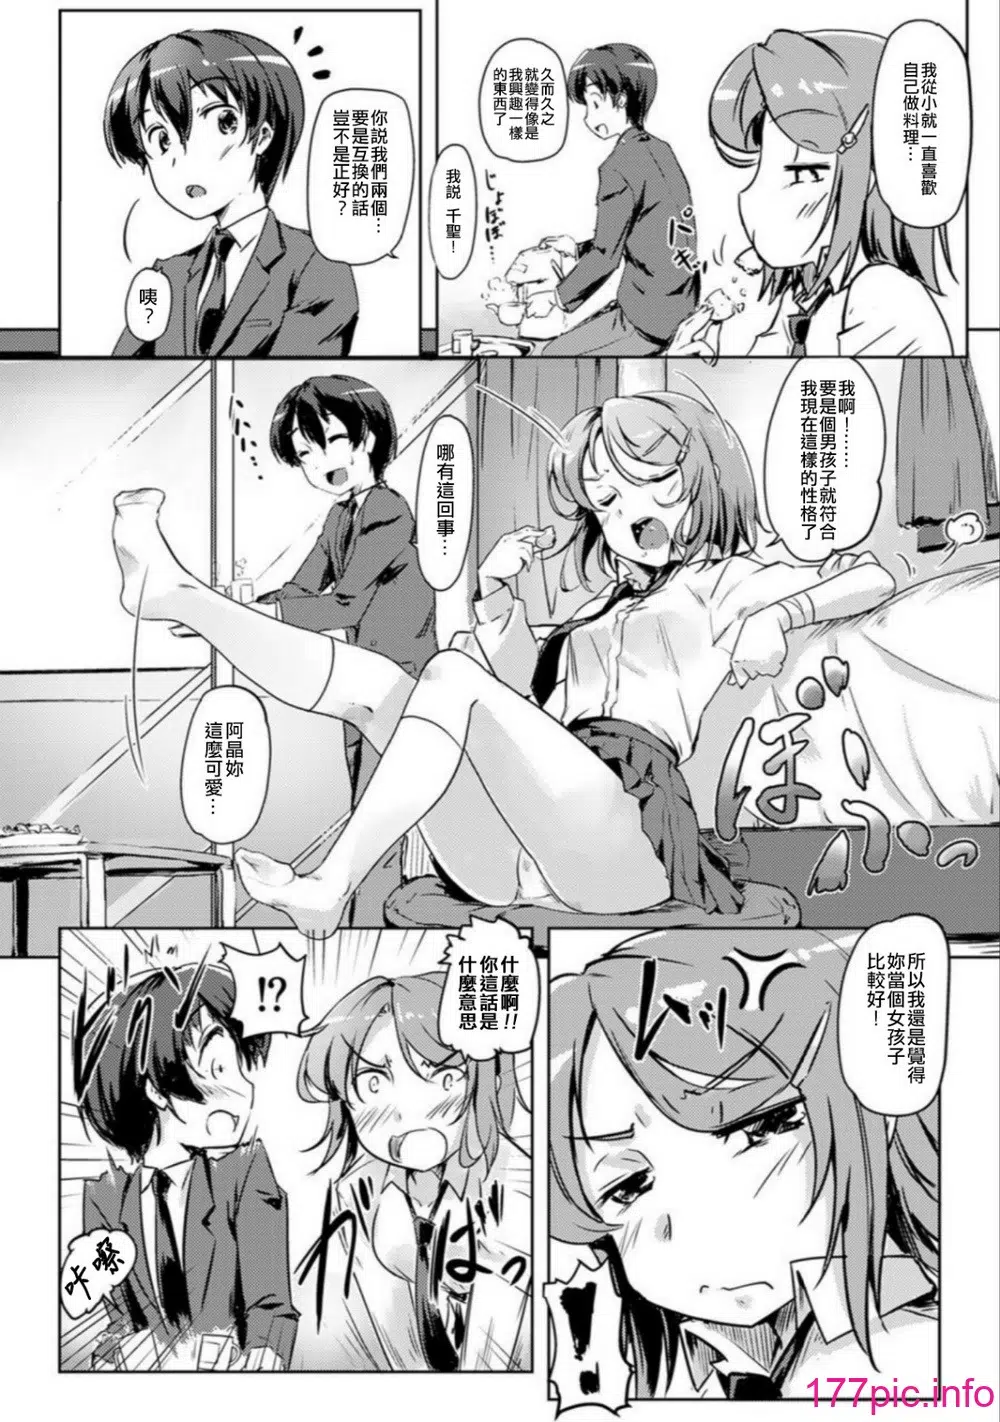 我從小就一直喜歡
自己做料理…
久而久之
就變得像是
我興趣一樣
的東西了
じょぼぼぼ…
パキッ
我說 千聖！
你說我們兩個…
要是互換的話
豈不是正好？
咦？
我啊！……
要是個男孩子就符合
我現在這樣的性格了
哪有這回事…
阿晶妳
這麼可愛…
ぼふっ
所以我還是覺得
妳當個女孩子
比較好！
什麼啊!!
你這話是
什麼意思
!?
がばっ
咔嚓
177pic.info